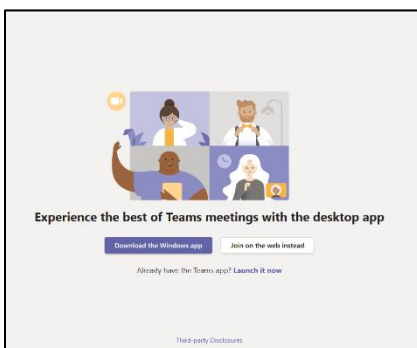 Experience the best of Teams meetings with the desktop app
Download the Windows app Join on the web instead
Already have the Teams app? Launch it now
Third-party Disclosures